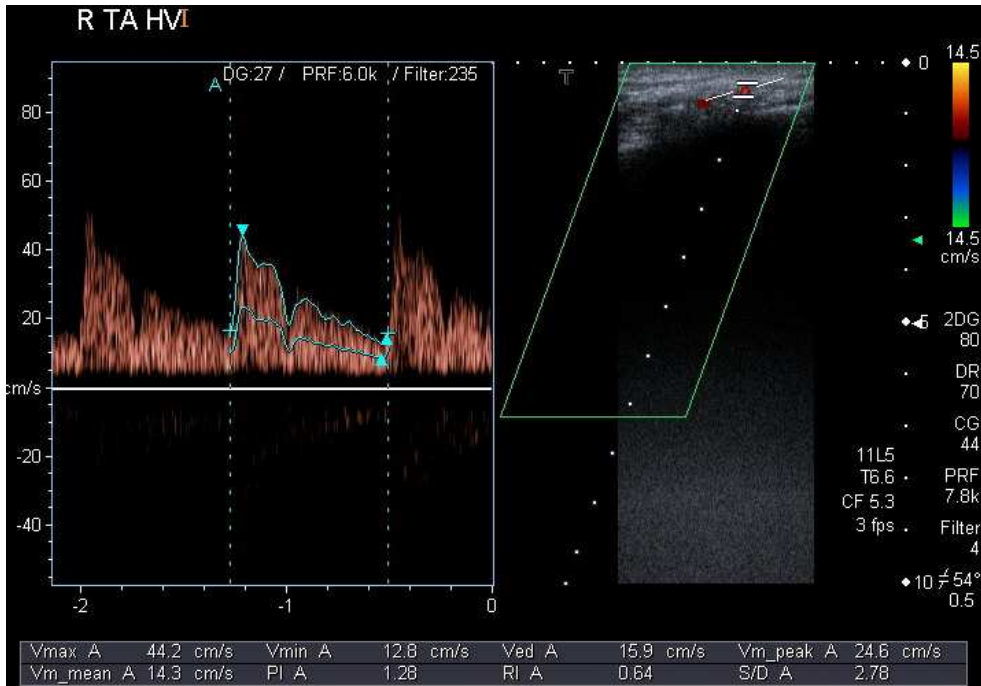 R TA HVI
DG:27 / PRF:6.0k / Filter:235
A
T
80
60
40
20
cm/s
-20
-40
-2 -1 0
0
5
10
14.5
14.5
cm/s
2DG
80
DR
70
CG
44
PRF
7.8k
Filter
4
54°
0.5
11L5
T6.6
CF 5.3
3 fps
Vmax A 44.2 cm/s Vmin A 12.8 cm/s Ved A 15.9 cm/s Vm_peak A 24.6 cm/s
Vm_mean A 14.3 cm/s PI A 1.28 RI A 0.64 S/D A 2.78